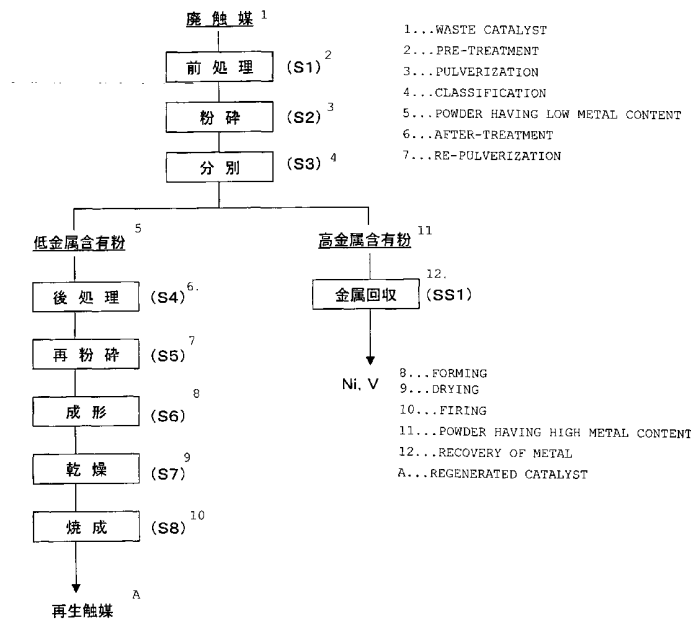 廃触媒 1
前処理 (S1) 2
粉砕 (S2) 3
分別 (S3) 4
1...WASTE CATALYST
2...PRE-TREATMENT
3...PULVERIZATION
4...CLASSIFICATION
5...POWDER HAVING LOW METAL CONTENT
6...AFTER-TREATMENT
7...RE-PULVERIZATION
低金属含有粉 5
後処理 (S4) 6.
再粉砕 (S5) 7
成形 (S6) 8
乾燥 (S7) 9
焼成 (S8) 10
再生触媒 A
高金属含有粉 11
金属回収 (SS1) 12.
Ni, V
8...FORMING
9...DRYING
10...FIRING
11...POWDER HAVING HIGH METAL CONTENT
12...RECOVERY OF METAL
A...REGENERATED CATALYST